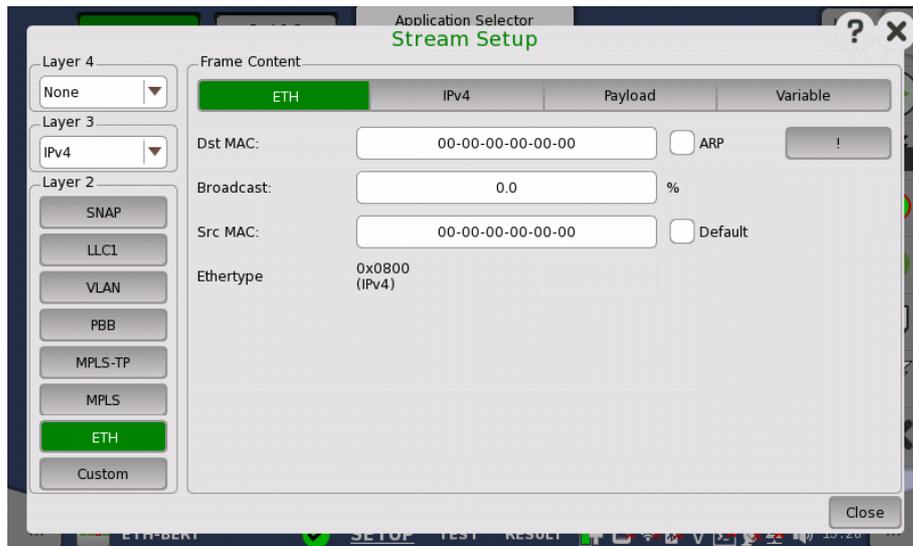 Application Selector
Stream Setup
?
Layer 4
None
Layer 3
IPv4
Layer 2
SNAP
LLC1
VLAN
PBB
MPLS-TP
MPLS
ETH
Custom
Frame Content
ETH IPv4 Payload Variable
Dst MAC: 00-00-00-00-00-00 ARP !
Broadcast: 0.0 %
Src MAC: 00-00-00-00-00-00 Default
Ethertype 0x0800
(IPv4)
Close
ETH-BERT SETUP TEST RESULT